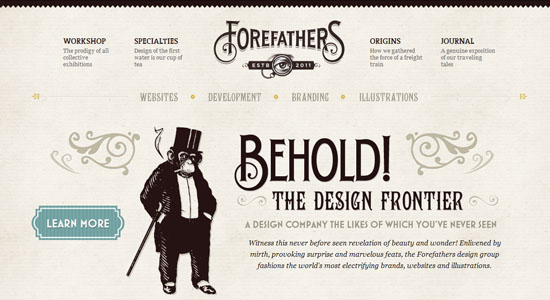 FOREFATHERS
ESTD 2011
WORKSHOP
The prodigy of all
collective
exhibitions
SPECIALTIES
Design of the first
water is our cup of
tea
ORIGINS
How we gathered
the force of a freight
train
JOURNAL
A genuine exposition
of our traveling
tales
WEBSITES
DEVELOPMENT
BRANDING
ILLUSTRATIONS
LEARN MORE
BEHOLD!
THE DESIGN FRONTIER
A DESIGN COMPANY THE LIKES OF WHICH YOU'VE NEVER SEEN
Witness this never before seen revelation of beauty and wonder! Enlivened by
mirth, provoking surprise and marvelous feats, the Forefathers design group
fashions the world's most electrifying brands, websites and illustrations.